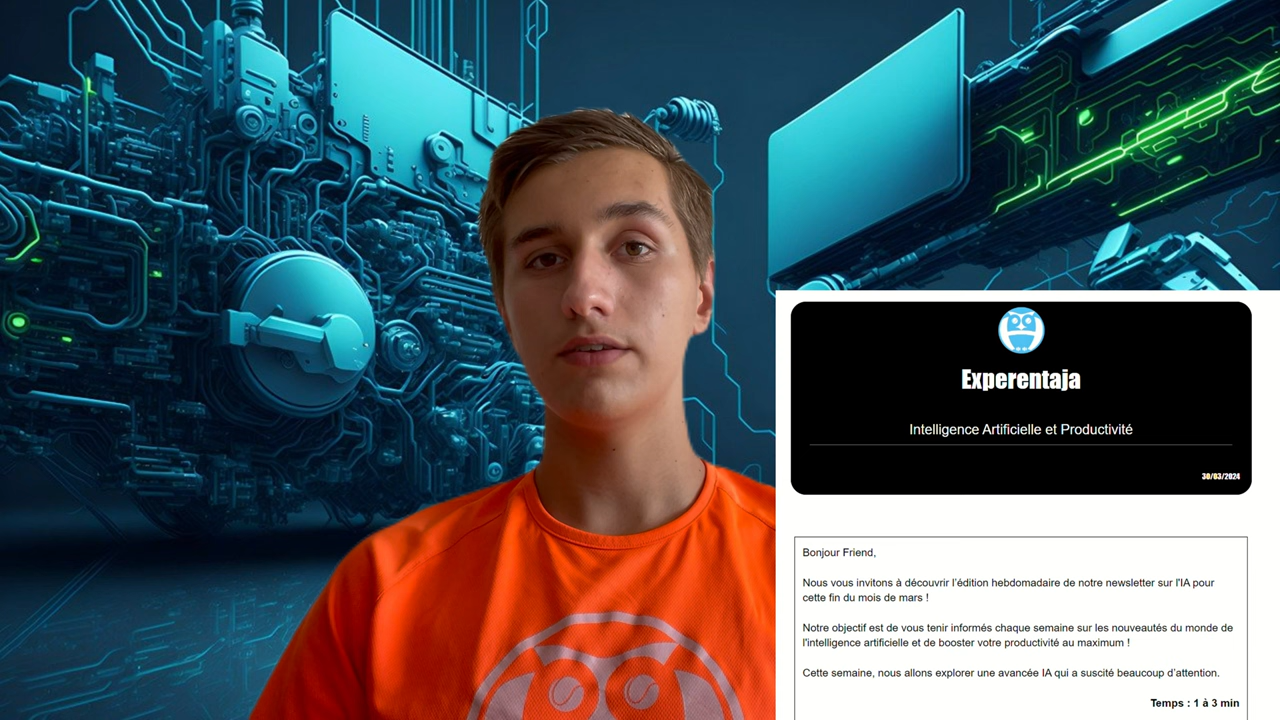 Experentaja
Intelligence Artificielle et Productivité
30/03/2024
Bonjour Friend,
Nous vous invitons à découvrir l’édition hebdomadaire de notre newsletter sur l'IA pour
cette fin du mois de mars !
Notre objectif est de vous tenir informés chaque semaine sur les nouveautés du monde de
l'intelligence artificielle et de booster votre productivité au maximum !
Cette semaine, nous allons explorer une avancée IA qui a suscité beaucoup d’attention.
Temps : 1 à 3 min